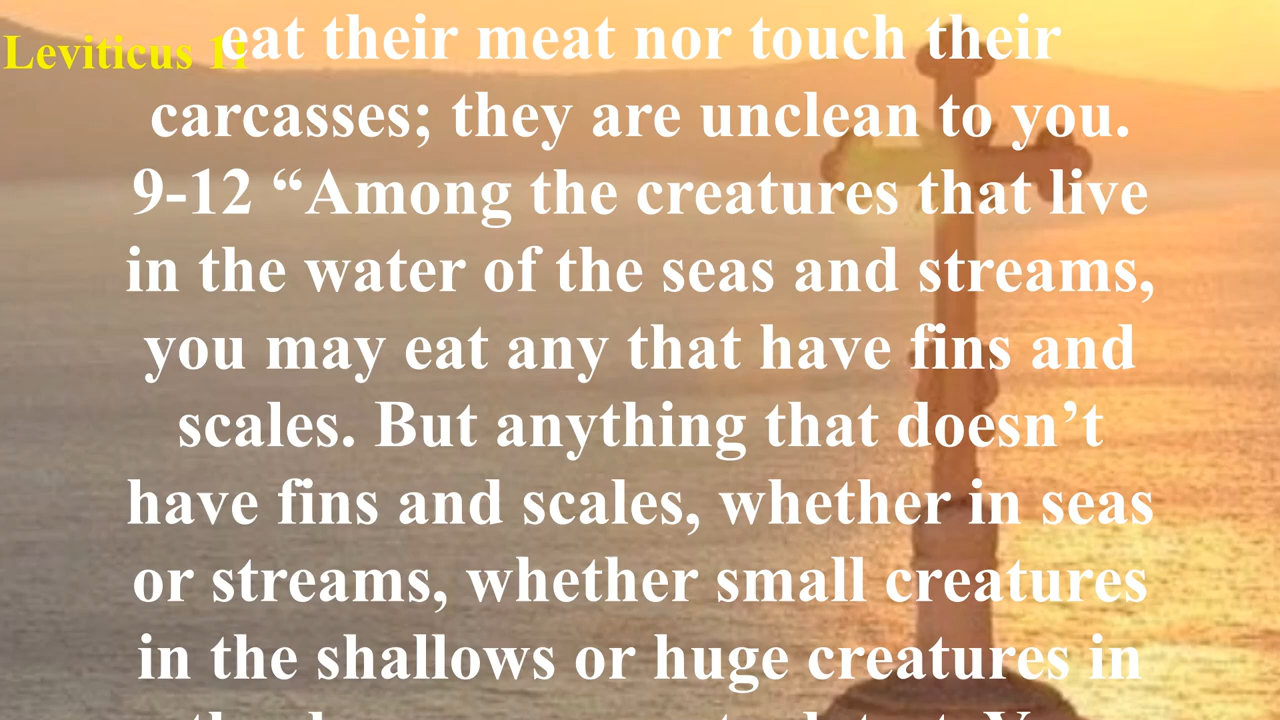 Leviticus
eat their meat nor touch their
carcasses; they are unclean to you.
9-12 “Among the creatures that live
in the water of the seas and streams,
you may eat any that have fins and
scales. But anything that doesn’t
have fins and scales, whether in seas
or streams, whether small creatures
in the shallows or huge creatures in